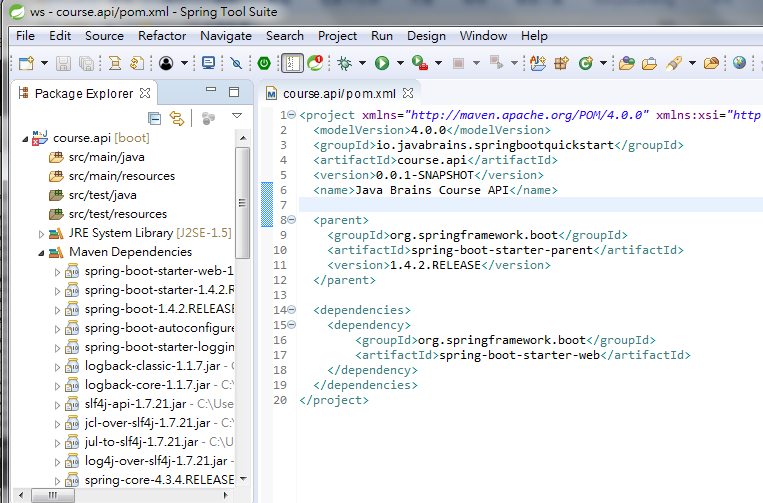 ws - course.api/pom.xml - Spring Tool Suite
File Edit Source Refactor Navigate Search Project Run Design Window Help
Package Explorer
course.api [boot]
src/main/java
src/main/resources
src/test/java
src/test/resources
JRE System Library [J2SE-1.5]
Maven Dependencies
spring-boot-starter-web-1
spring-boot-starter-1.4.2.R
spring-boot-1.4.2.RELEASE
spring-boot-autoconfigure
spring-boot-starter-loggin
logback-classic-1.1.7.jar - C
logback-core-1.1.7.jar - C:\
slf4j-api-1.7.21.jar - C:\Use
jcl-over-slf4j-1.7.21.jar - C
jul-to-slf4j-1.7.21.jar - C:\U
log4j-over-slf4j-1.7.21.jar -
spring-core-4.3.4.RELEASE
course.api/pom.xml
1 <project xmlns="http://maven.apache.org/POM/4.0.0" xmlns:xsi="http
2 <modelVersion>4.0.0</modelVersion>
3 <groupId>io.javabrains.springbootquickstart</groupId>
4 <artifactId>course.api</artifactId>
5 <version>0.0.1-SNAPSHOT</version>
6 <name>Java Brains Course API</name>
7
8 <parent>
9 <groupId>org.springframework.boot</groupId>
10 <artifactId>spring-boot-starter-parent</artifactId>
11 <version>1.4.2.RELEASE</version>
12 </parent>
13
14 <dependencies>
15 <dependency>
16 <groupId>org.springframework.boot</groupId>
17 <artifactId>spring-boot-starter-web</artifactId>
18 </dependency>
19 </dependencies>
20 </project>